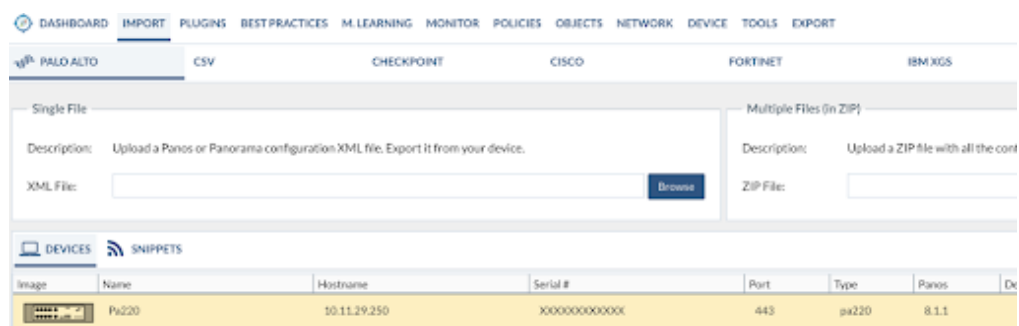 DASHBOARD IMPORT PLUGINS BEST PRACTICES M. LEARNING MONITOR POLICIES OBJECTS NETWORK DEVICE TOOLS EXPORT
PALO ALTO CSV CHECKPOINT CISCO FORTINET IBM XGS
Single File
Description: Upload a Panos or Panorama configuration XML file. Export it from your device.
XML File: Browse
Multiple Files (in ZIP)
Description: Upload a ZIP file with all the cont
ZIP File:
DEVICES SNIPPETS
Image Name Hostname Serial # Port Type Panos De
Pa220 10.11.29.250 XXXXXXXXXXXX 443 pa220 8.1.1